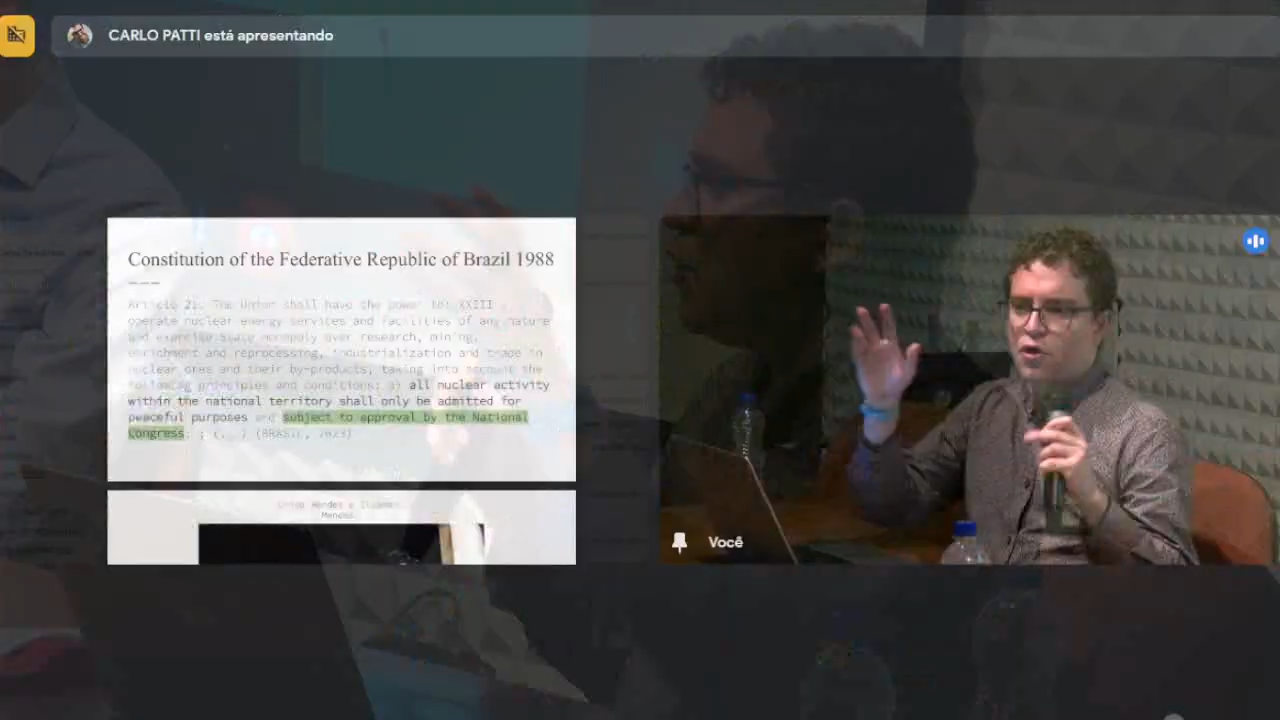 CARLO PATTI está apresentando
Constitution of the Federative Republic of Brazil 1988
Article 21: The Union shall have the power to: XXIII -
operate nuclear energy services and facilities of any nature
and exercise State monopoly over research, mining,
enrichment and reprocessing, industrialization and trade in
nuclear ores and their by-products, taking into account the
following principles and conditions: a) all nuclear activity
within the national territory shall only be admitted for
peaceful purposes and subject to approval by the National
Congress; (...) (BRASIL, 2023)
Mendes
Mendes.
Você